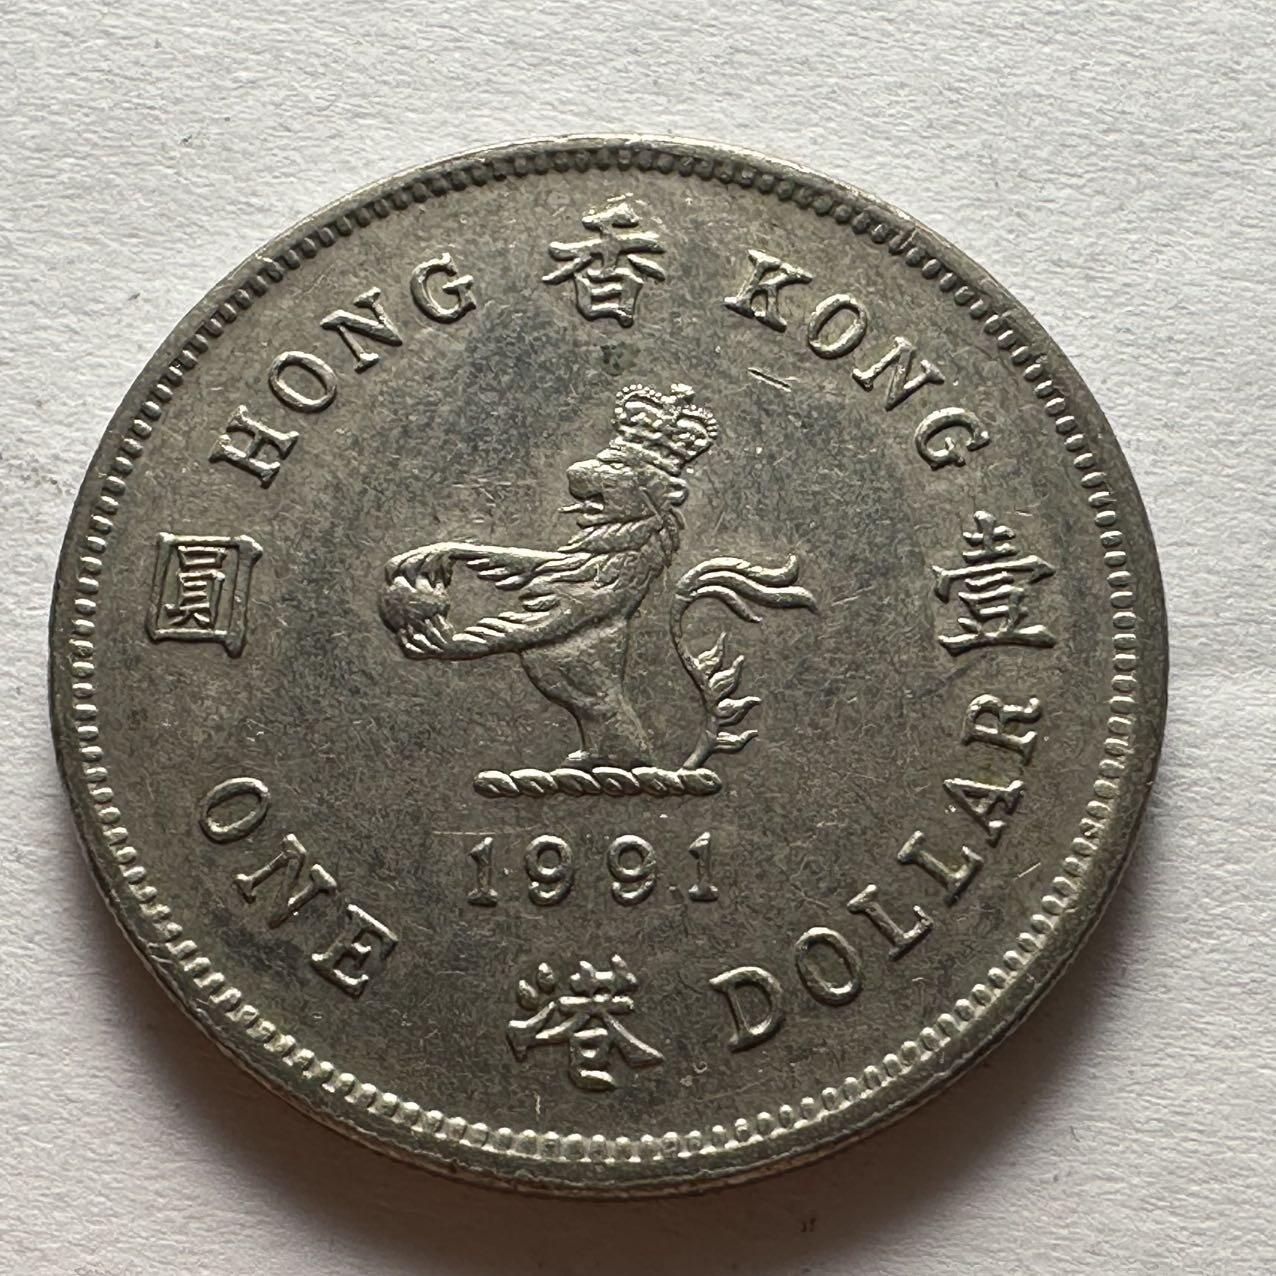 HONG KONG
香港
壹圓
1991
ONE DOLLAR